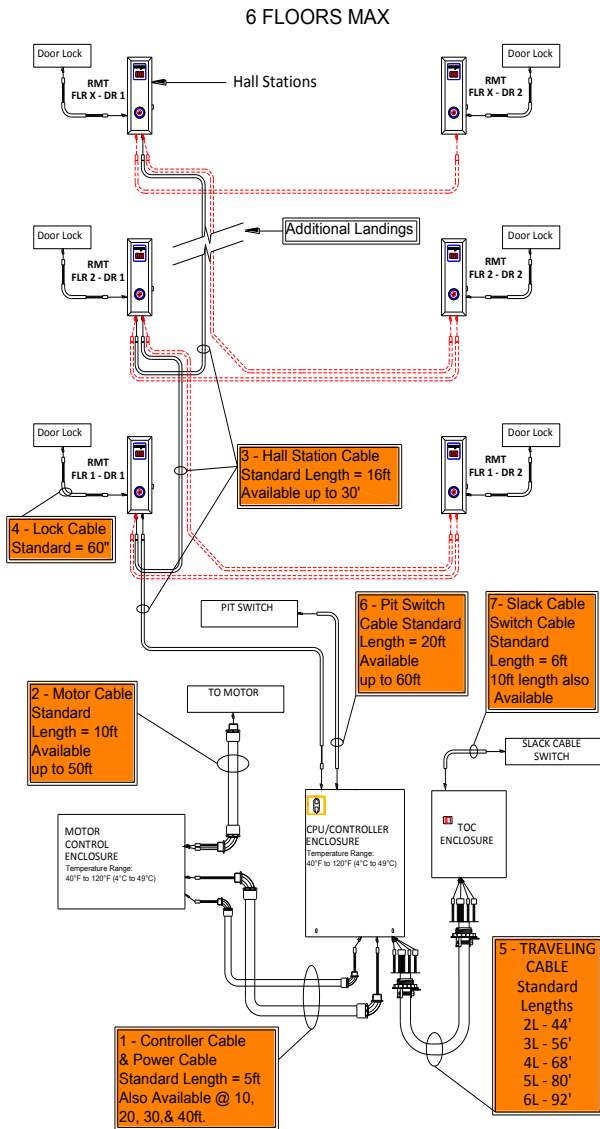 6 FLOORS MAX
Door Lock
RMT
FLR X - DR 1
Hall Stations
RMT
FLR X - DR 2
Door Lock
Additional Landings
Door Lock
RMT
FLR 2 - DR 1
RMT
FLR 2 - DR 2
Door Lock
Door Lock
RMT
FLR 1 - DR 1
3 - Hall Station Cable
Standard Length = 16ft
Available up to 30'
RMT
FLR 1 - DR 2
Door Lock
4 - Lock Cable
Standard = 60"
PIT SWITCH
6 - Pit Switch
Cable Standard
Length = 20ft
Available
up to 60ft
7- Slack Cable
Switch Cable
Standard
Length = 6ft
10ft length also
Available
2 - Motor Cable
Standard
Length = 10ft
Available
up to 50ft
TO MOTOR
SLACK CABLE
SWITCH
MOTOR
CONTROL
ENCLOSURE
Temperature Range:
40°F to 120°F (4°C to 49°C)
CPU/CONTROLLER
ENCLOSURE
Temperature Range:
40°F to 120°F (4°C to 49°C)
TOC
ENCLOSURE
1 - Controller Cable
& Power Cable
Standard Length = 5ft
Also Available @ 10,
20, 30,& 40ft.
5 - TRAVELING
CABLE
Standard
Lengths
2L - 44'
3L - 56'
4L - 68'
5L - 80'
6L - 92'